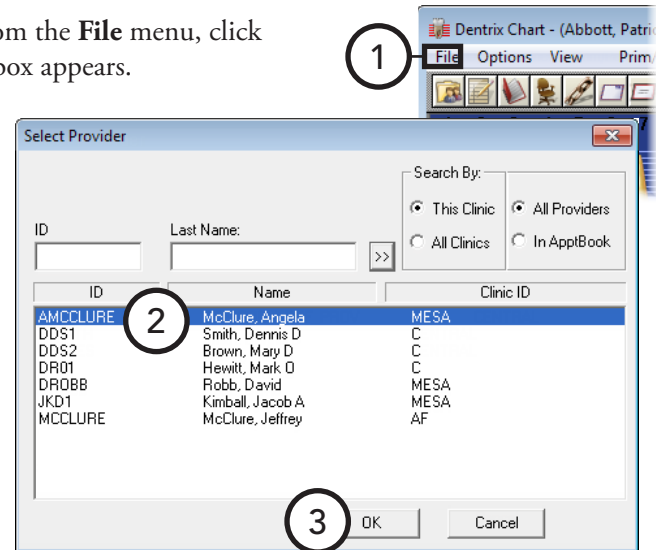 om the File menu, click
box appears.
1
Dentrix Chart - (Abbott, Patri
File Options View Prim
Select Provider
Search By:
This Clinic All Providers
All Clinics In ApptBook
ID Last Name:
>>
ID Name Clinic ID
AMCCLURE McClure, Angela MESA
2
DDS1 Smith, Dennis D C
DDS2 Brown, Mary D C
DR01 Hewitt, Mark O C
DROBB Robb, David MESA
JKD1 Kimball, Jacob A MESA
MCCLURE McClure, Jeffrey AF
3
OK Cancel